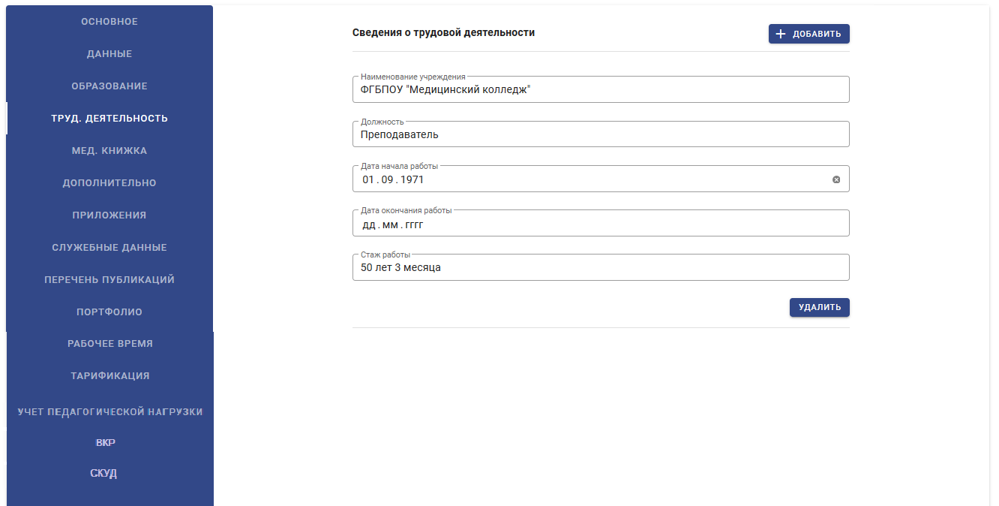 ОСНОВНОЕ
ДАННЫЕ
ОБРАЗОВАНИЕ
ТРУД. ДЕЯТЕЛЬНОСТЬ
МЕД. КНИЖКА
ДОПОЛНИТЕЛЬНО
ПРИЛОЖЕНИЯ
СЛУЖЕБНЫЕ ДАННЫЕ
ПЕРЕЧЕНЬ ПУБЛИКАЦИЙ
ПОРТФОЛИО
РАБОЧЕЕ ВРЕМЯ
ТАРИФИКАЦИЯ
УЧЕТ ПЕДАГОГИЧЕСКОЙ НАГРУЗКИ
ВКР
СКУД
Сведения о трудовой деятельности
ДОБАВИТЬ
Наименование учреждения
ФГБПОУ "Медицинский колледж"
Должность
Преподаватель
Дата начала работы
01 . 09 . 1971
Дата окончания работы
дд . мм . гггг
Стаж работы
50 лет 3 месяца
УДАЛИТЬ